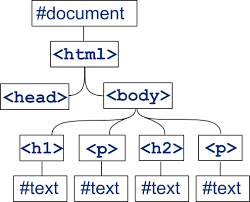 #document
<html>
<head> <body>
<h1> <p> <h2> <p>
#text #text #text #text